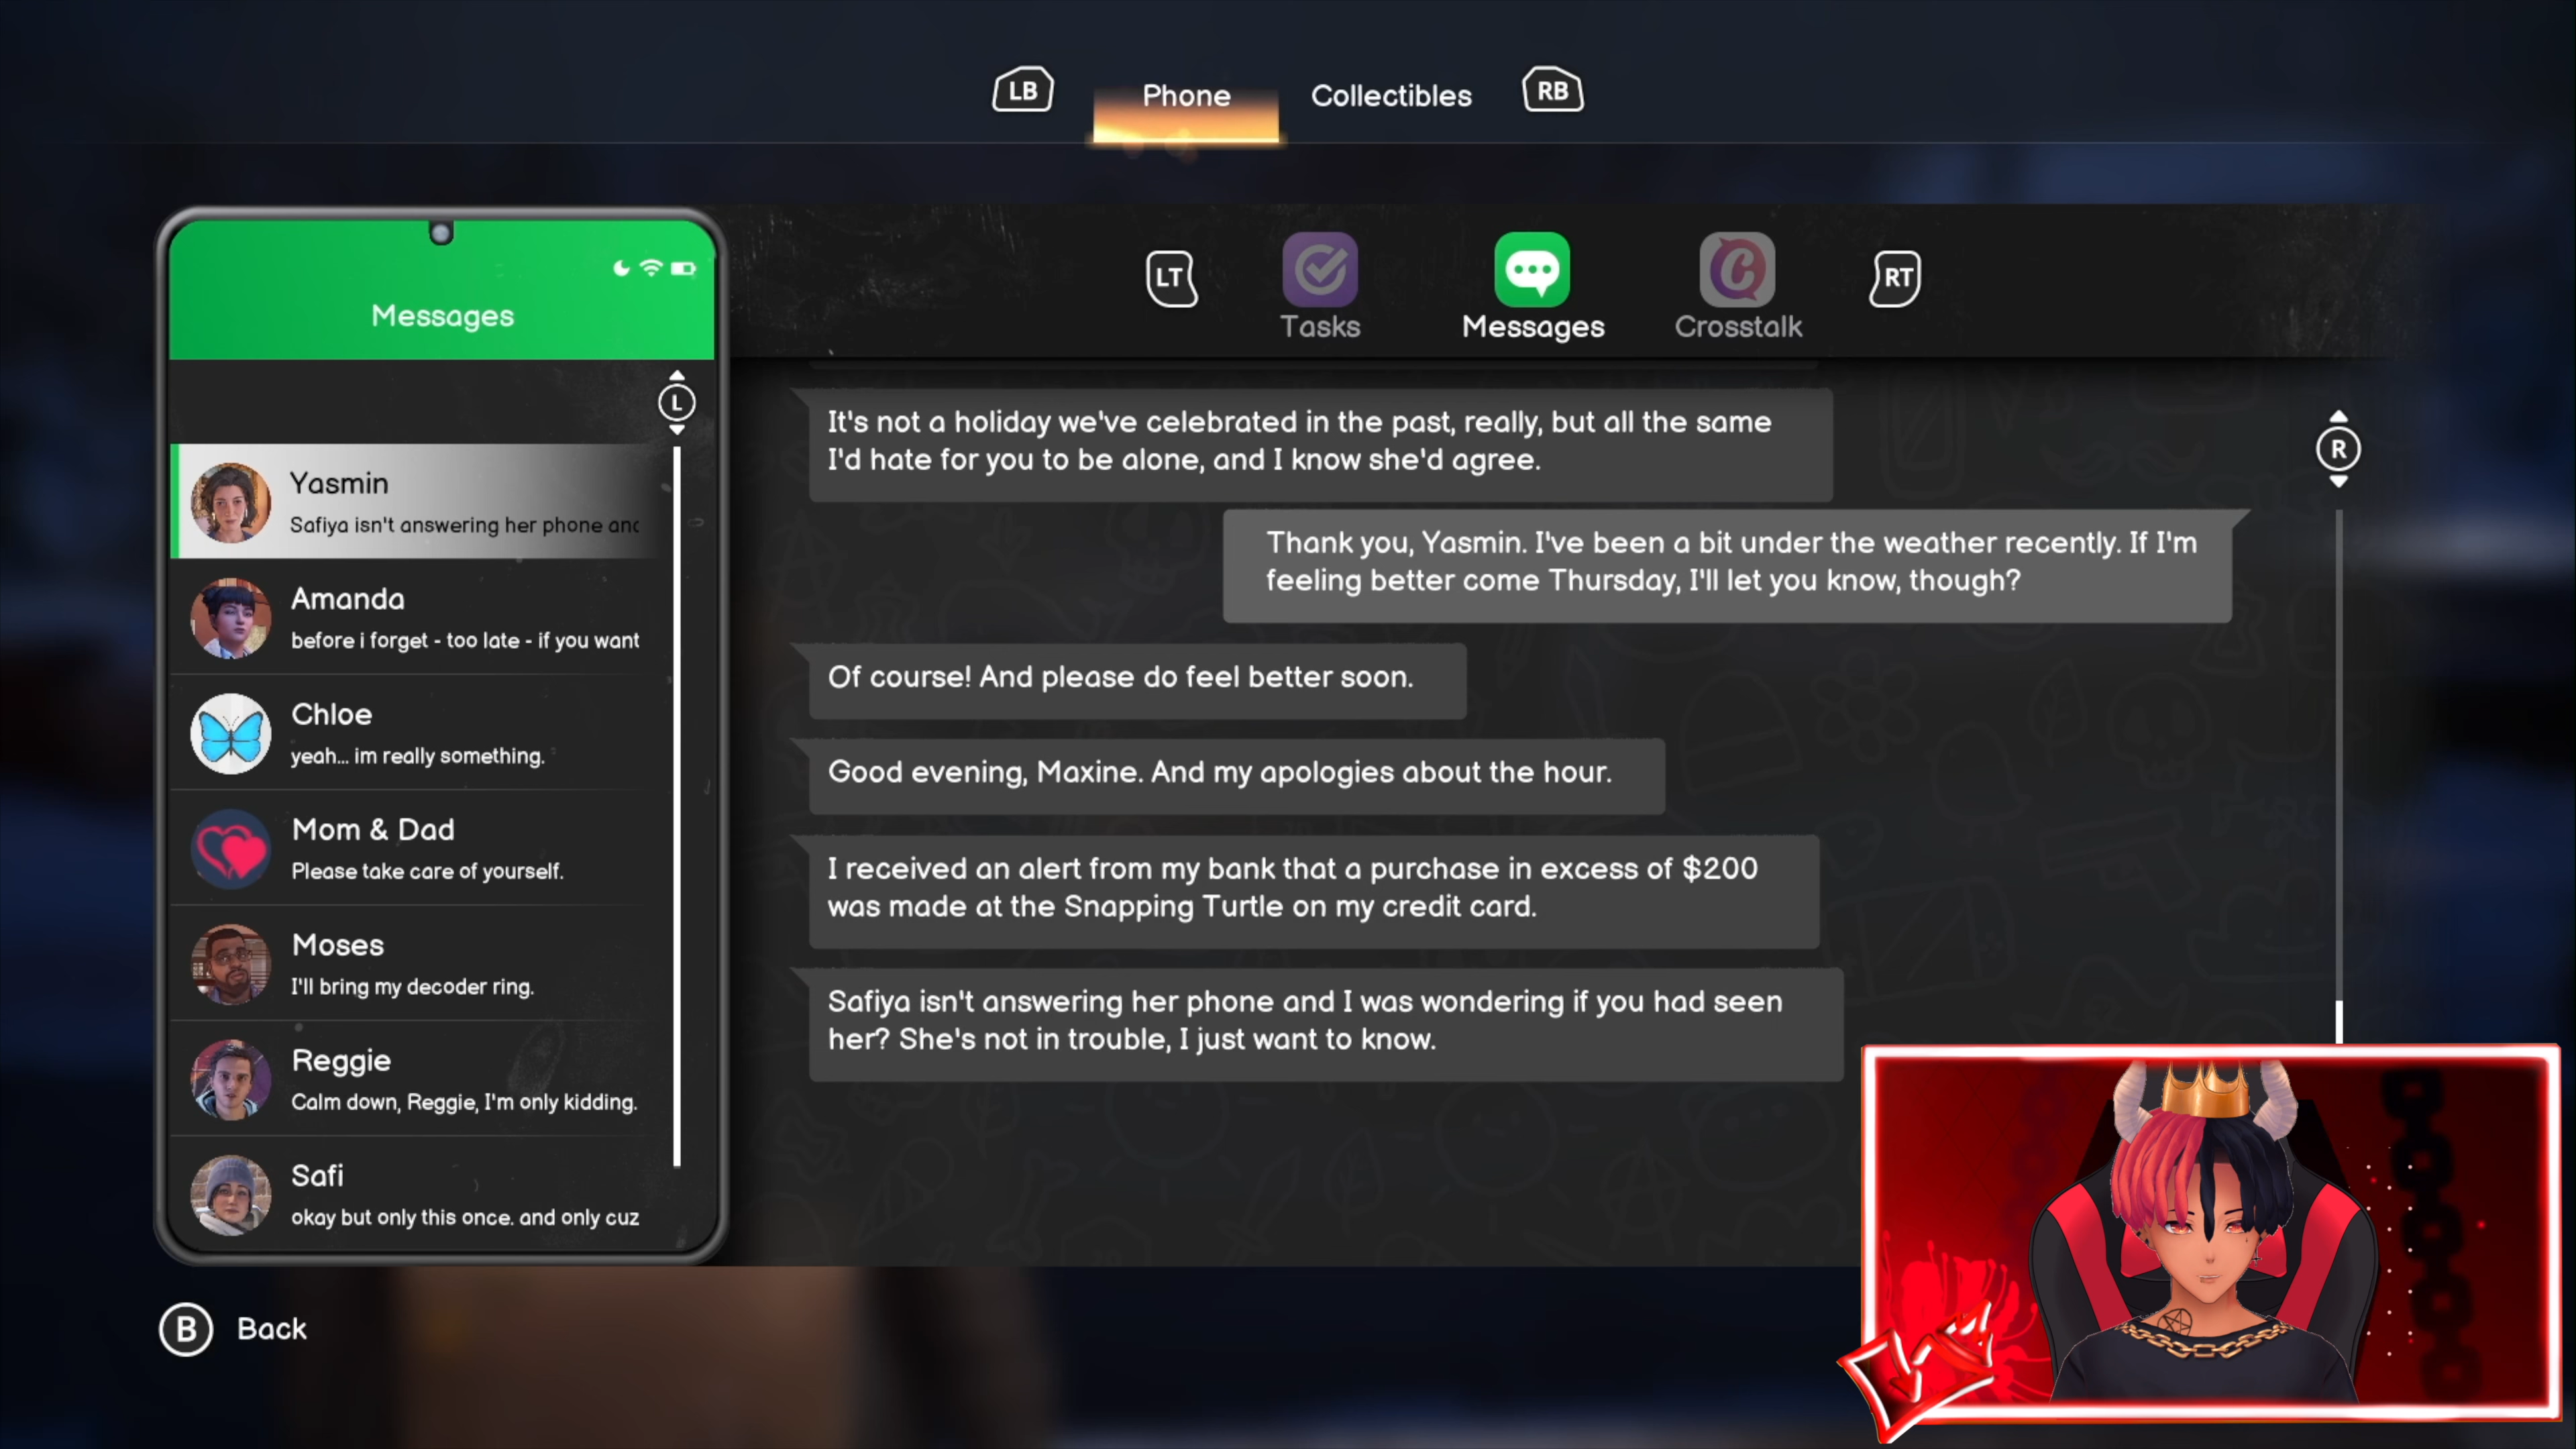 LB
Phone
Collectibles
RB
Messages
L
Yasmin
Safiya isn't answering her phone and
Amanda
before i forget - too late - if you want
Chloe
yeah... im really something.
Mom & Dad
Please take care of yourself.
Moses
I'll bring my decoder ring.
Reggie
Calm down, Reggie, I'm only kidding.
Safi
okay but only this once. and only cuz
LT
Tasks
Messages
Crosstalk
RT
R
It's not a holiday we've celebrated in the past, really, but all the same
I'd hate for you to be alone, and I know she'd agree.
Thank you, Yasmin. I've been a bit under the weather recently. If I'm
feeling better come Thursday, I'll let you know, though?
Of course! And please do feel better soon.
Good evening, Maxine. And my apologies about the hour.
I received an alert from my bank that a purchase in excess of $200
was made at the Snapping Turtle on my credit card.
Safiya isn't answering her phone and I was wondering if you had seen
her? She's not in trouble, I just want to know.
B Back